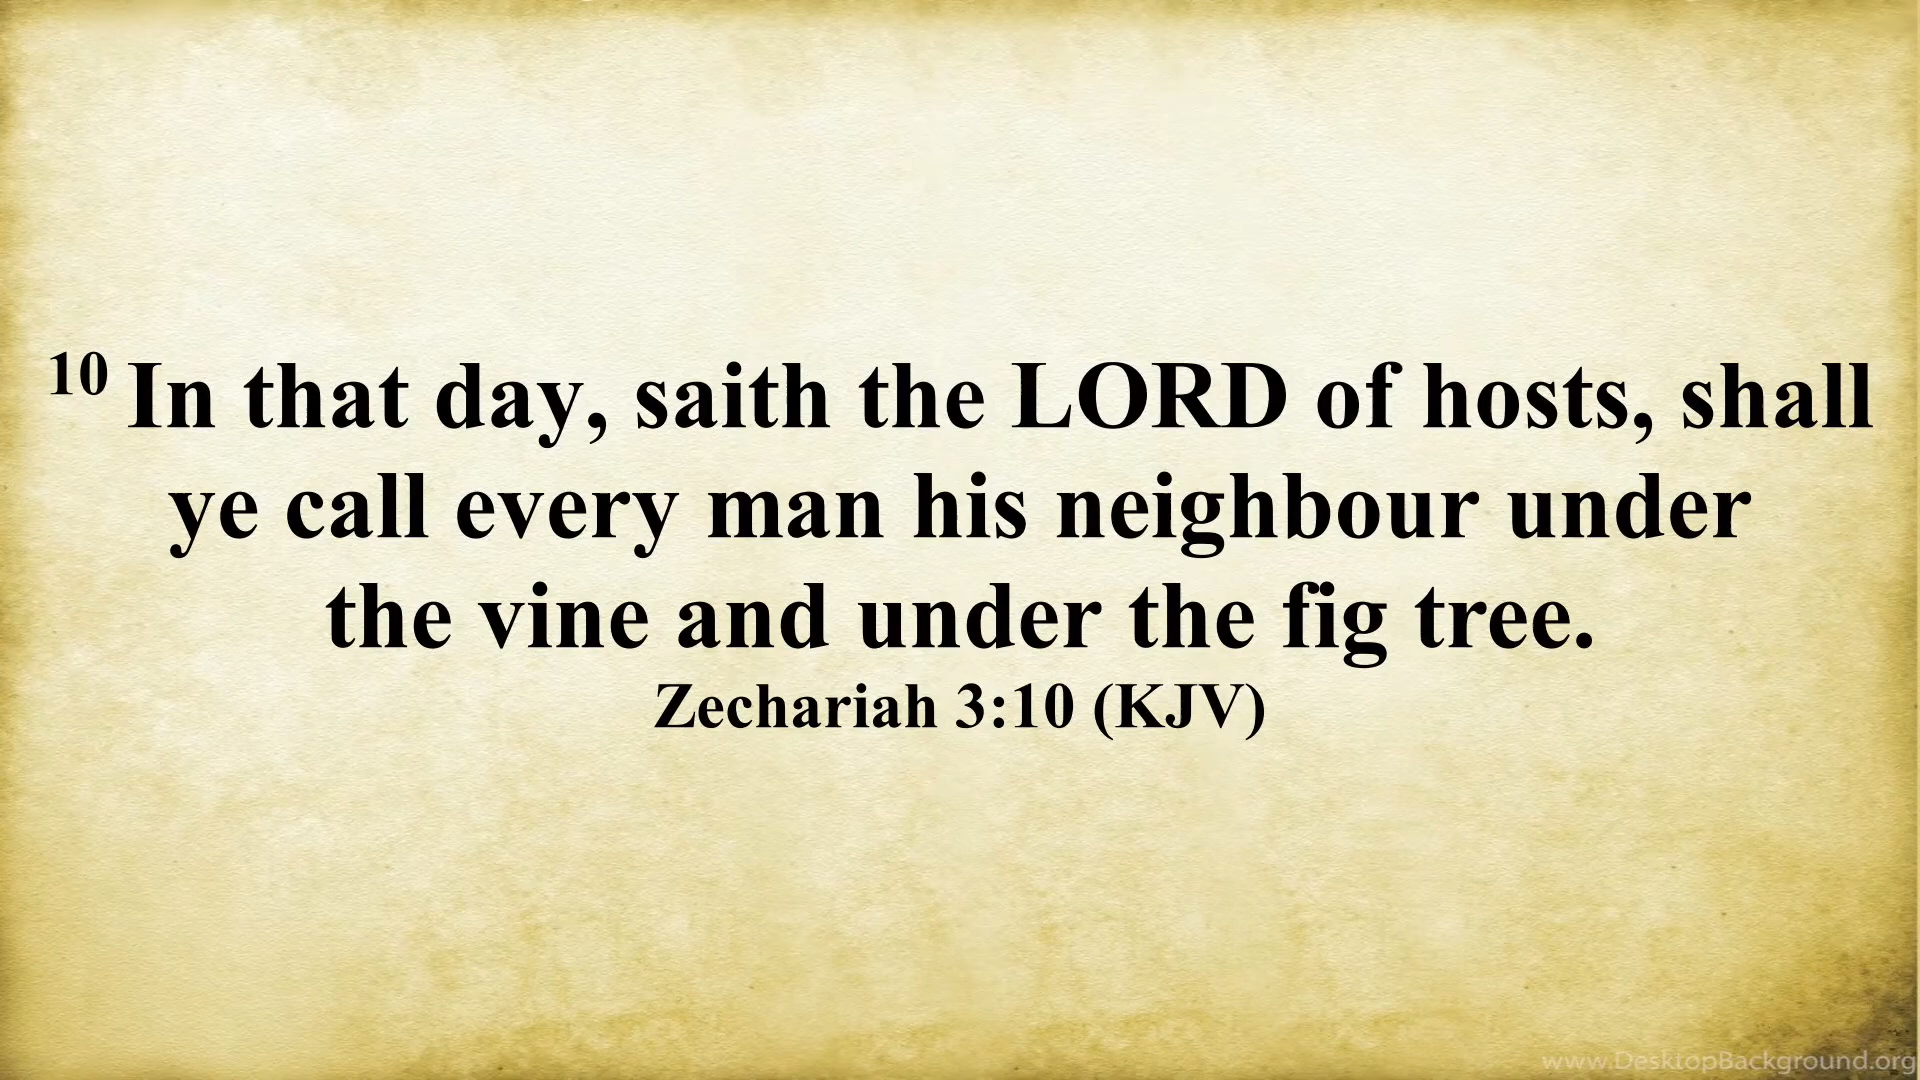 10 In that day, saith the LORD of hosts, shall
ye call every man his neighbour under
the vine and under the fig tree.
Zechariah 3:10 (KJV)
www.DesktopBackground.org